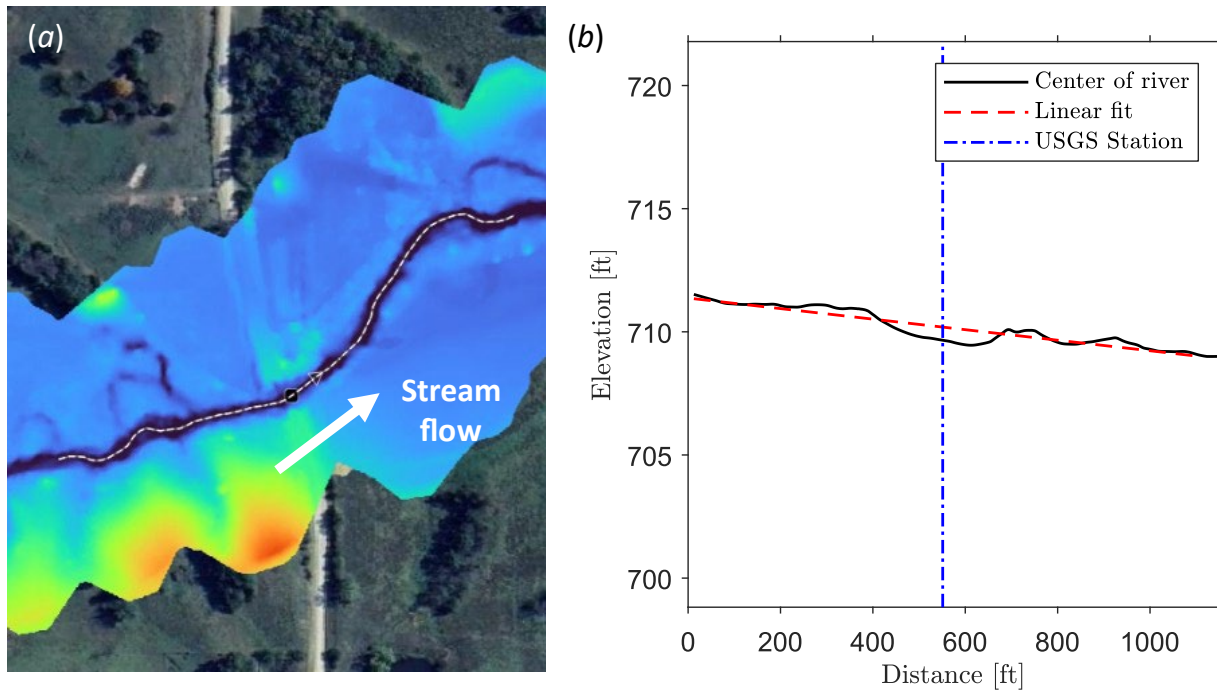 (a)
Stream
flow
(b)
Center of river
Linear fit
USGS Station
Elevation [ft]
720
715
710
705
700
0 200 400 600 800 1000
Distance [ft]